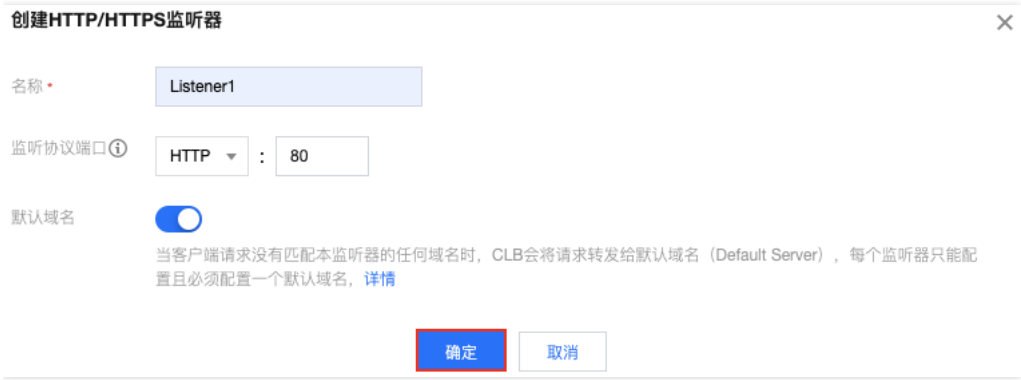 创建HTTP/HTTPS监听器
名称 *
Listener1
监听协议端口
HTTP : 80
默认域名
当客户端请求没有匹配本监听器的任何域名时，CLB会将请求转发给默认域名（Default Server），每个监听器只能配
置且必须配置一个默认域名，详情
确定 取消